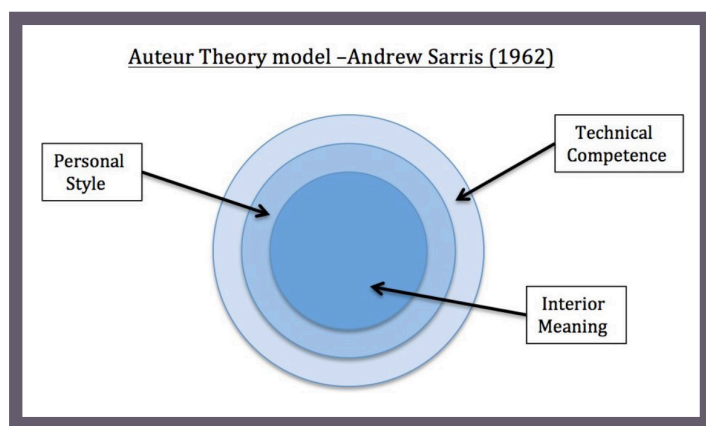 Auteur Theory model –Andrew Sarris (1962)
Technical
Competence
Personal
Style
Interior
Meaning